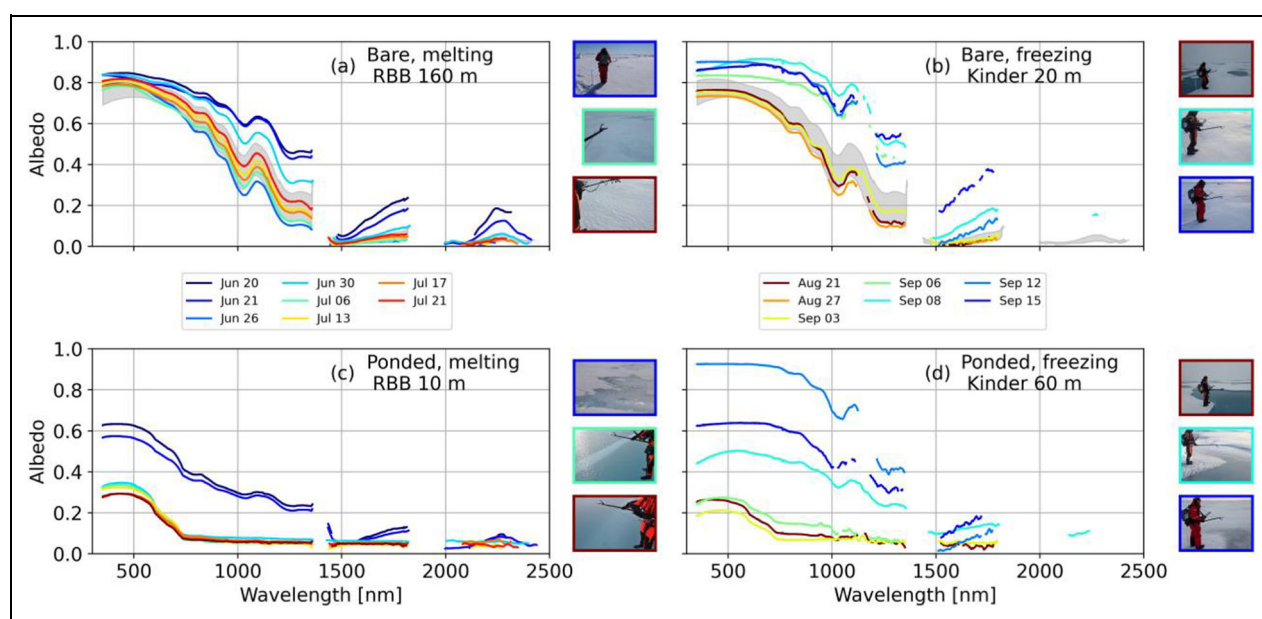 1.0
0.8
0.6
0.4
0.2
0.0
Albedo
(a)
Bare, melting
RBB 160 m
(b)
Bare, freezing
Kinder 20 m
Jun 20
Jun 21
Jun 26
Jun 30
Jul 06
Jul 13
Jul 17
Jul 21
Aug 21
Aug 27
Sep 03
Sep 06
Sep 08
Sep 12
Sep 15
1.0
0.8
0.6
0.4
0.2
0.0
Albedo
(c)
Ponded, melting
RBB 10 m
(d)
Ponded, freezing
Kinder 60 m
500
1000
1500
2000
2500
Wavelength [nm]
500
1000
1500
2000
2500
Wavelength [nm]